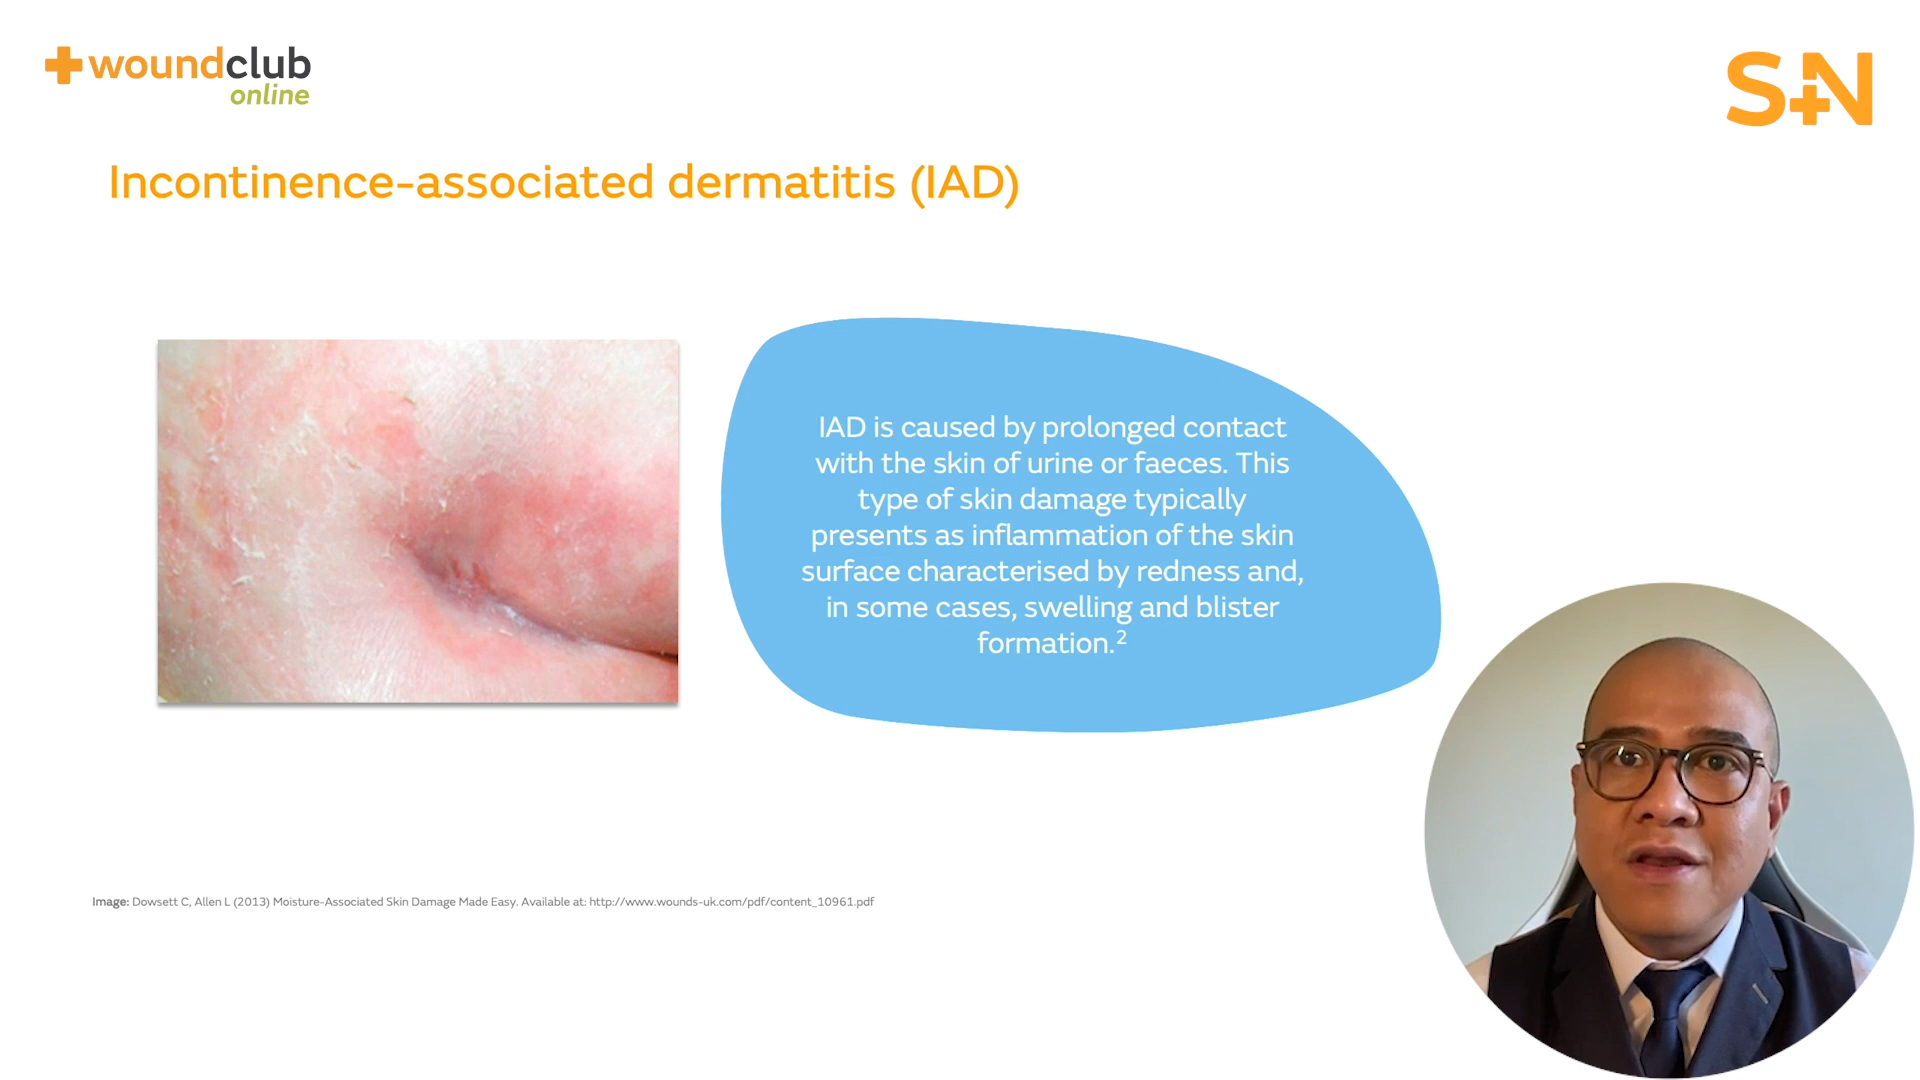 woundclub
online
S+N
Incontinence-associated dermatitis (IAD)
IAD is caused by prolonged contact
with the skin of urine or faeces. This
type of skin damage typically
presents as inflammation of the skin
surface characterised by redness and,
in some cases, swelling and blister
formation.²
Image: Dowsett C, Allen L (2013) Moisture-Associated Skin Damage Made Easy. Available at: http://www.wounds-uk.com/pdf/content_10961.pdf